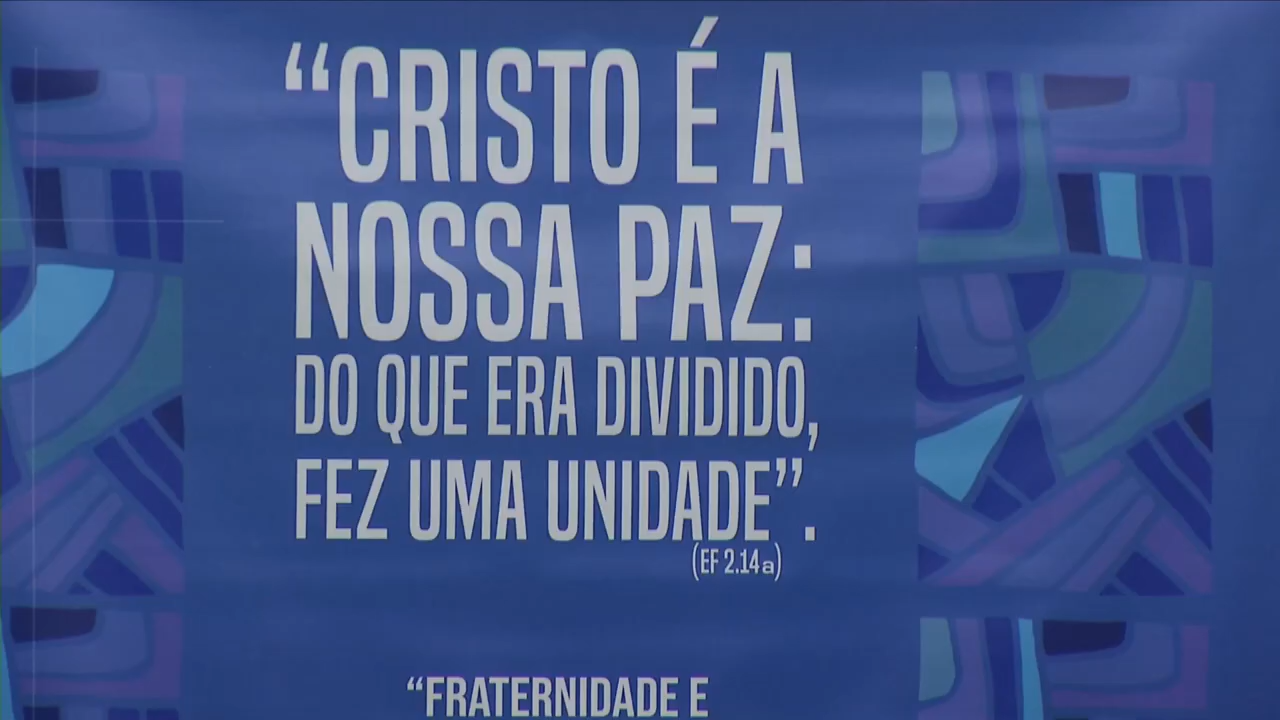 “CRISTO É A
NOSSA PAZ:
DO QUE ERA DIVIDIDO,
FEZ UMA UNIDADE”.
(EF 2.14a)
“FRATERNIDADE E